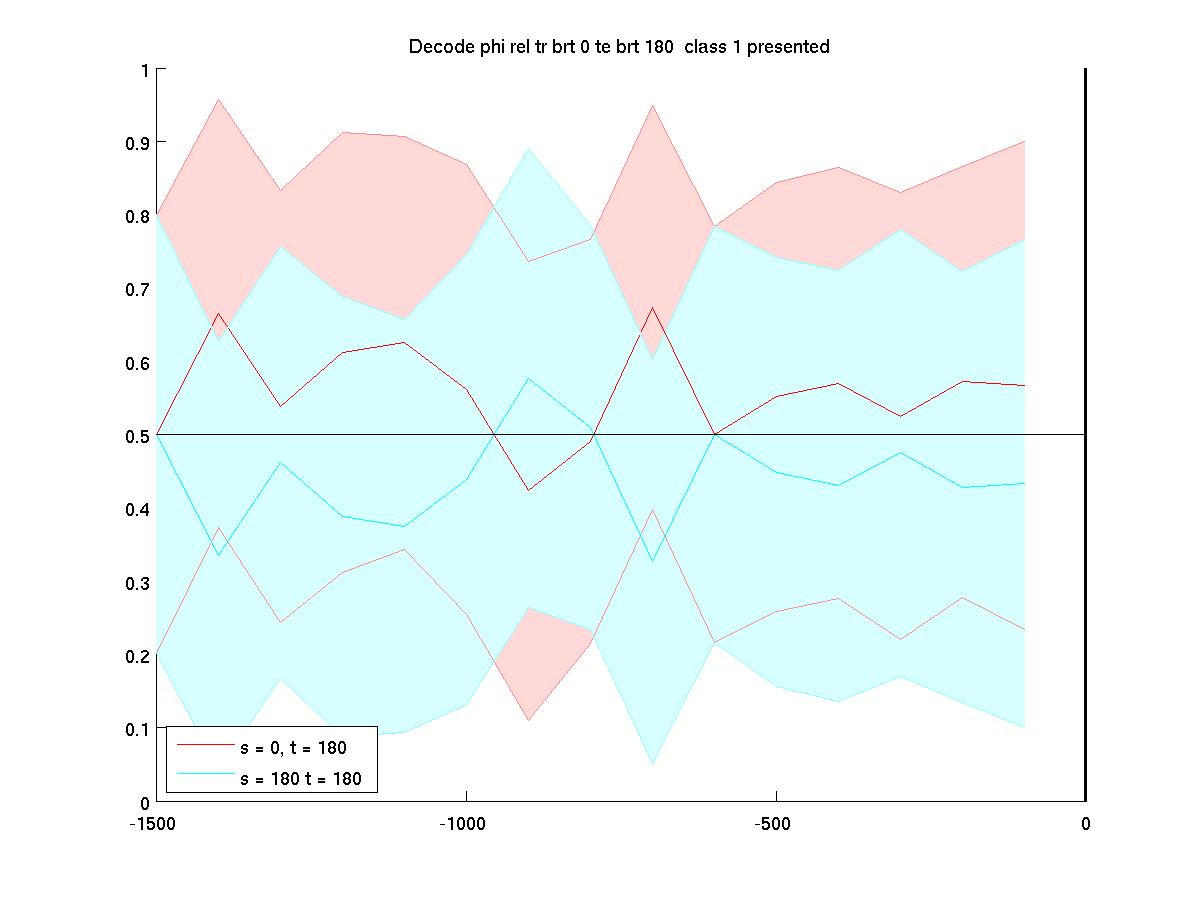 Decode phi rel tr brt 0 te brt 180  class 1 presented
1
0.9
0.8
0.7
0.6
0.5
0.4
0.3
0.2
0.1
0
s = 0, t = 180
s = 180 t = 180
-1500 -1000 -500 0